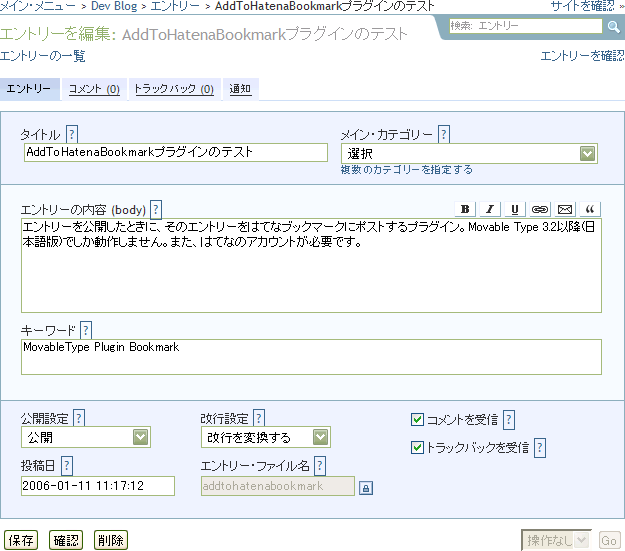 メイン・メニュー > Dev Blog > エントリー > AddToHatenaBookmarkプラグインのテスト サイトを確認 »
エントリーを編集: AddToHatenaBookmarkプラグインのテスト 検索: エントリー
エントリーの一覧 エントリーを確認
エントリー コメント (0) トラックバック (0) 通知
タイトル ? メイン・カテゴリー ?
AddToHatenaBookmarkプラグインのテスト 選択
複数のカテゴリーを指定する
エントリーの内容 (body) ? B I U “
エントリーを公開したときに、そのエントリーをはてなブックマークにポストするプラグイン。Movable Type 3.2以降(日
本語版)でしか動作しません。また、はてなのアカウントが必要です。
キーワード ?
MovableType Plugin Bookmark
公開設定 ? 改行設定 ? コメントを受信 ?
公開 改行を変換する
トラックバックを受信 ?
投稿日 ? エントリー・ファイル名 ?
2006-01-11 11:17:12 addtohatenabookmark
保存 確認 削除 操作なし Go